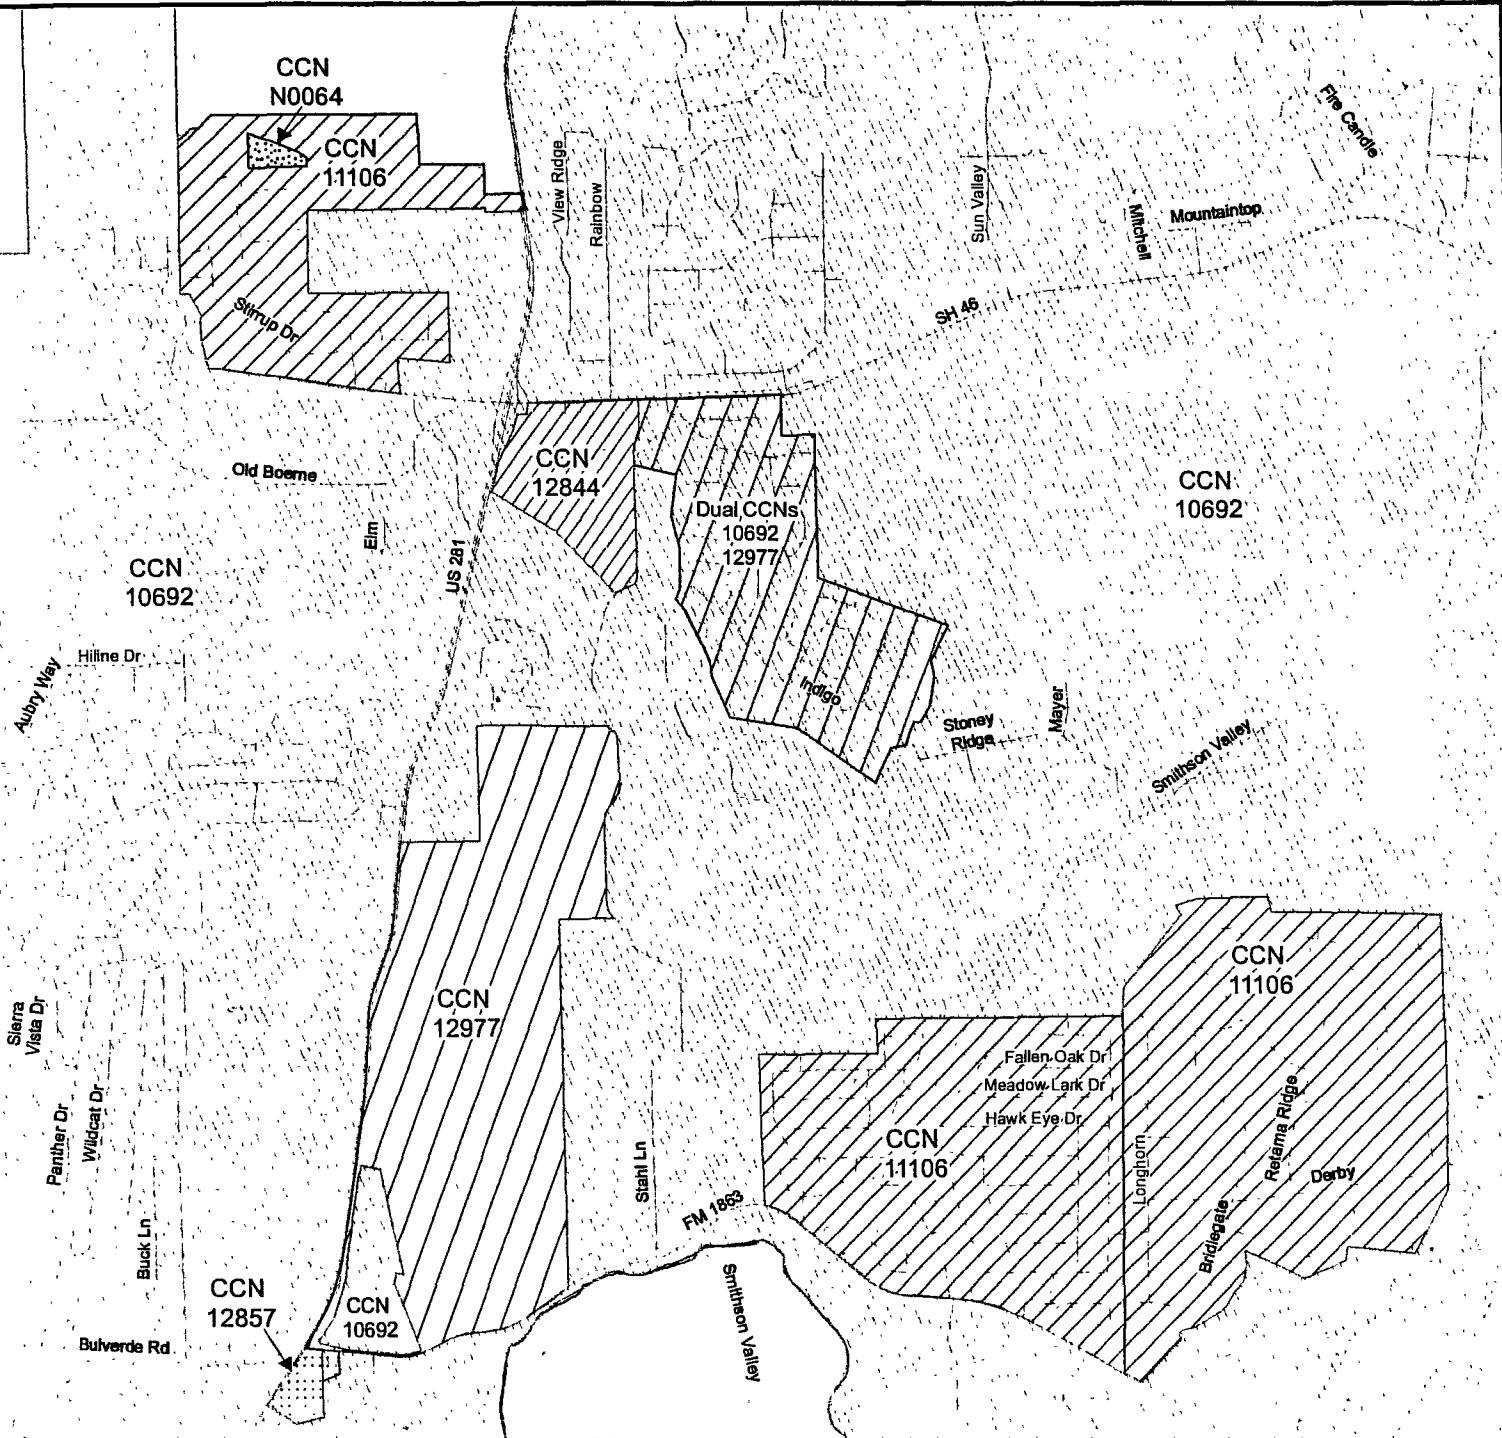 CCN
N0064
CCN
11106
Fire Candle
View Ridge
Rainbow
Sun Valley
Mitchell
Mountaintop
Stirrup Dr
SH 46
Old Boerne
CCN
12844
Dual CCNs
10692
12977
CCN
10692
Elm
US 281
CCN
10692
Hiline Dr
Aubry Way
Indigo
Stoney
Ridge
Mayer
Smithson Valley
CCN
11106
CCN
12977
Sierra
Vista Dr
Fallen Oak Dr
Meadow Lark Dr
Hawk Eye Dr
Panther Dr
Wildcat Dr
CCN
11106
Longhorn
Retama Ridge
Derby
Stahl Ln
FM 1863
Bridlegate
Buck Ln
CCN
12857
CCN
10692
Smithson Valley
Bulverde Rd